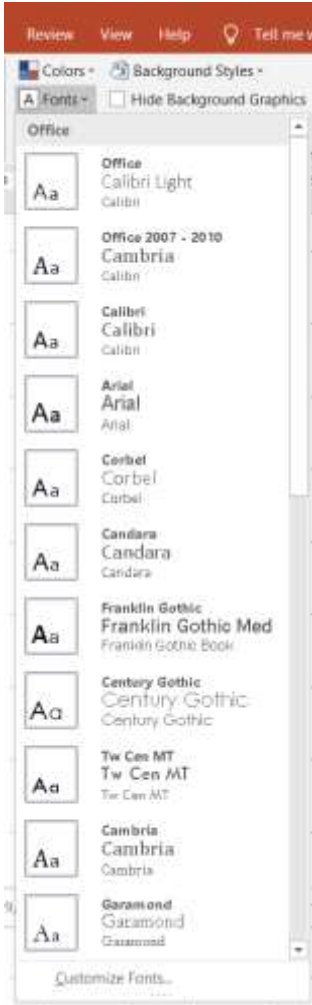 Review View Help Tell me w
Colors Background Styles
A Fonts Hide Background Graphics
Office
Aa
Office
Calibri Light
Calibri
Aa
Office 2007 - 2010
Cambria
Calibri
Aa
Calibri
Calibri
Calibri
Aa
Arial
Arial
Arial
Aa
Corbel
Corbel
Corbel
Aa
Candara
Candara
Candara
Aa
Franklin Gothic
Franklin Gothic Med
Franklin Gothic Book
Aa
Century Gothic
Century Gothic
Century Gothic
Aa
Tw Cen MT
Tw Cen MT
Tw Cen MT
Aa
Cambria
Cambria
Cambria
Aa
Garamond
Garamond
Garamond
Customize Fonts...